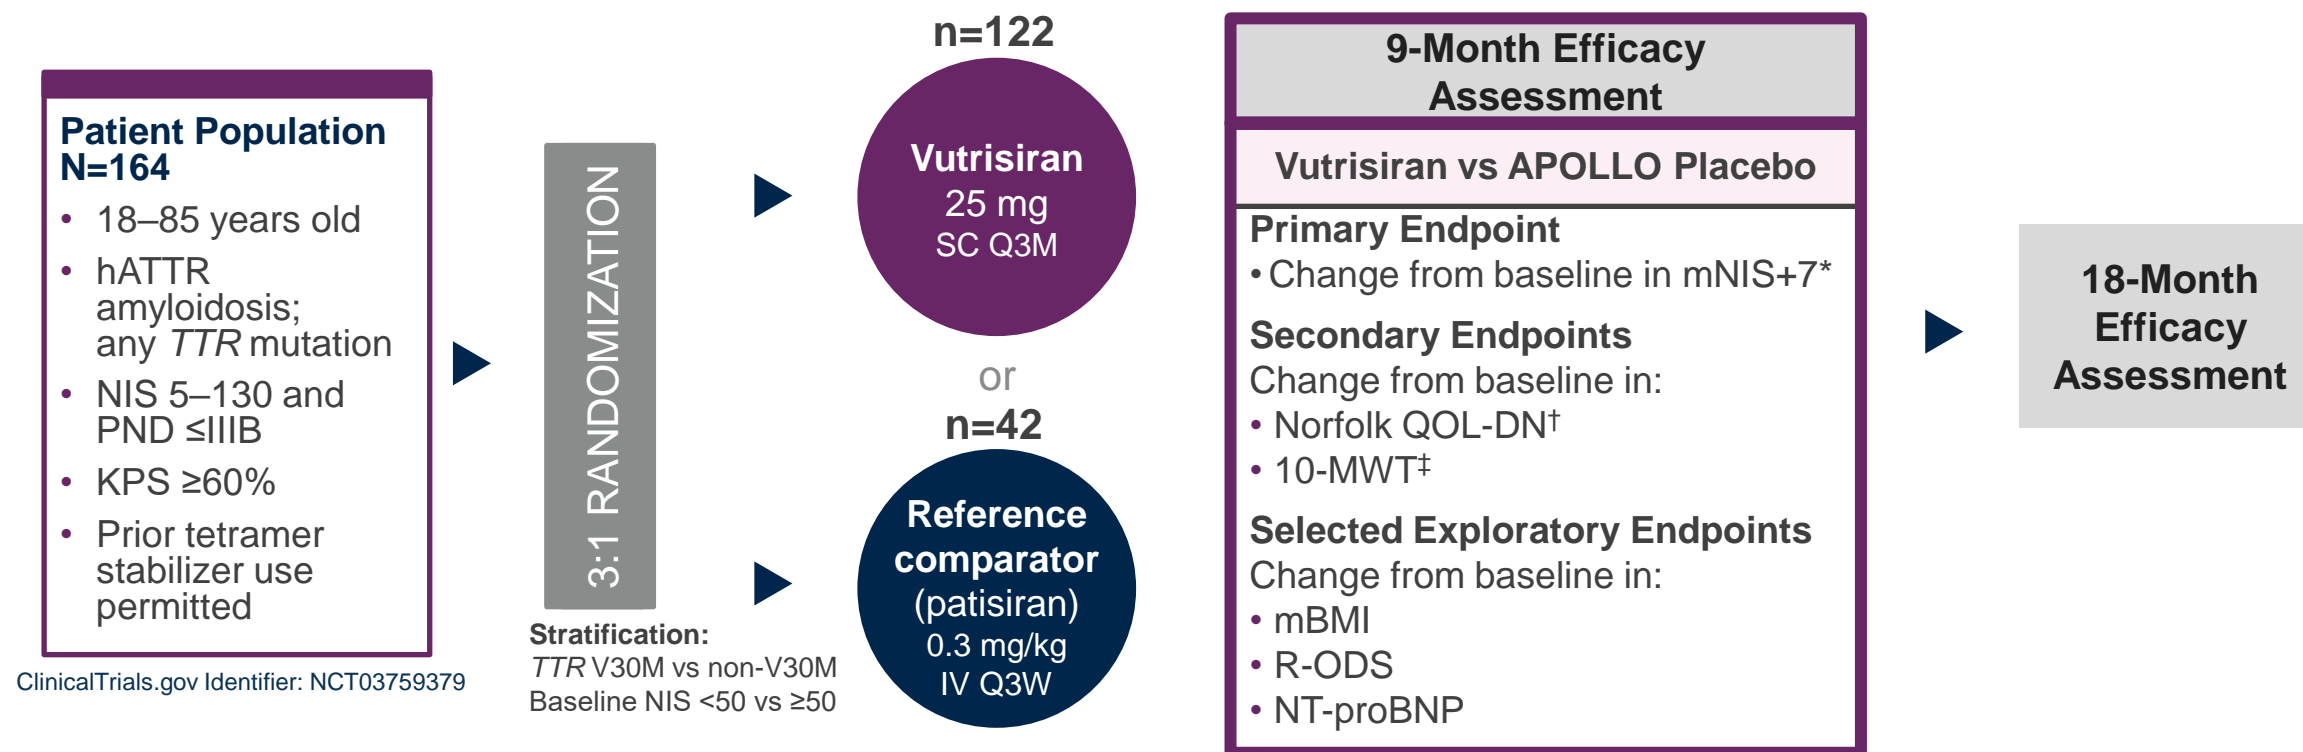 Patient Population
N=164
• 18–85 years old
• hATTR
amyloidosis;
any TTR mutation
• NIS 5–130 and
PND ≤IIIB
• KPS ≥60%
• Prior tetramer
stabilizer use
permitted
ClinicalTrials.gov Identifier: NCT03759379
3:1 RANDOMIZATION
Stratification:
TTR V30M vs non-V30M
Baseline NIS <50 vs ≥50
n=122
Vutrisiran
25 mg
SC Q3M
or
n=42
Reference
comparator
(patisiran)
0.3 mg/kg
IV Q3W
9-Month Efficacy
Assessment
Vutrisiran vs APOLLO Placebo
Primary Endpoint
• Change from baseline in mNIS+7*
Secondary Endpoints
Change from baseline in:
• Norfolk QOL-DN†
• 10-MWT‡
Selected Exploratory Endpoints
Change from baseline in:
• mBMI
• R-ODS
• NT-proBNP
18-Month
Efficacy
Assessment